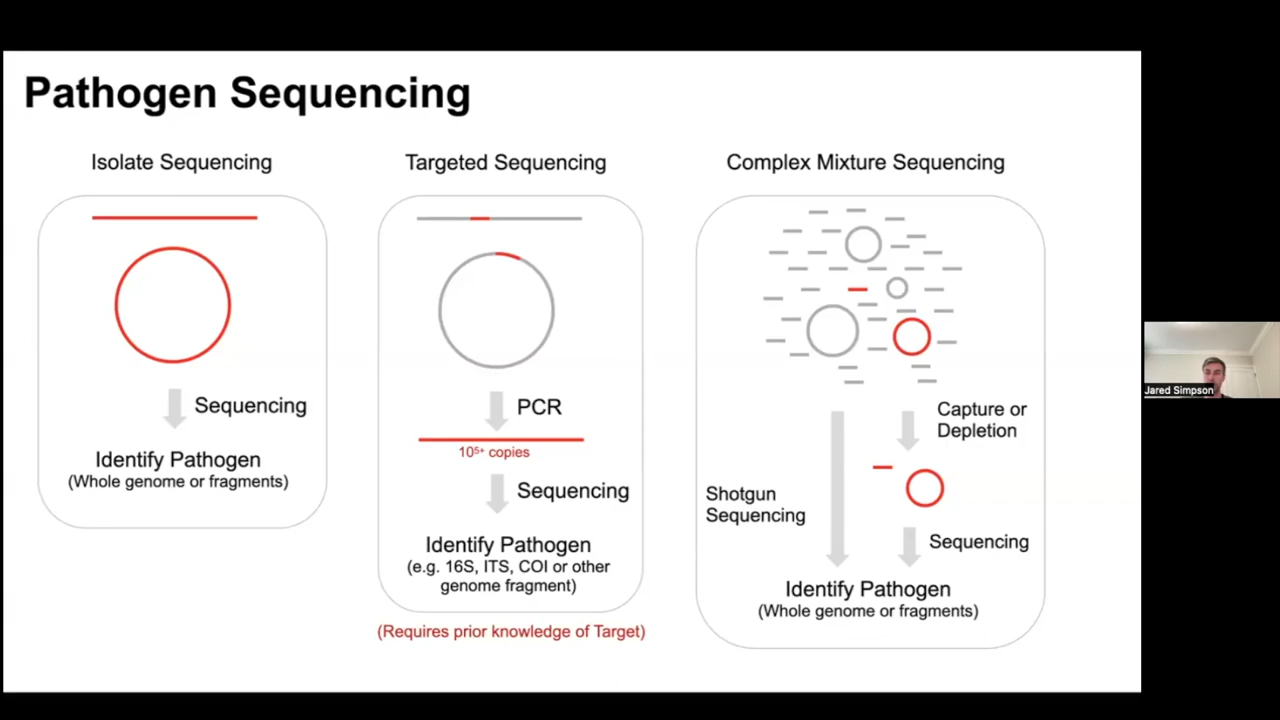 Pathogen Sequencing
Isolate Sequencing
Sequencing
Identify Pathogen
(Whole genome or fragments)
Targeted Sequencing
PCR
10⁵⁺ copies
Sequencing
Identify Pathogen
(e.g. 16S, ITS, COI or other
genome fragment)
(Requires prior knowledge of Target)
Complex Mixture Sequencing
Capture or
Depletion
Shotgun
Sequencing
Sequencing
Identify Pathogen
(Whole genome or fragments)
Jared Simpson